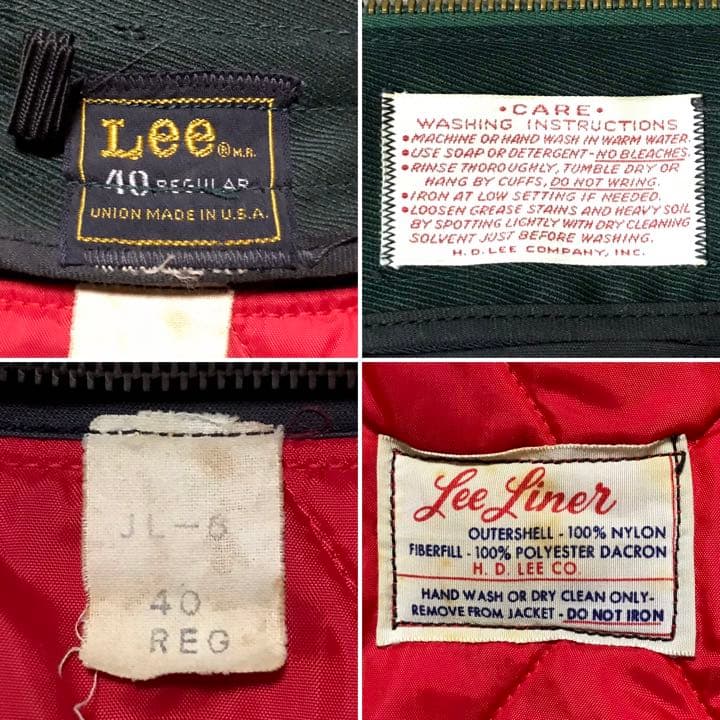 Lee ® M.R.
40 REGULAR
UNION MADE IN U.S.A.
• CARE •
WASHING INSTRUCTIONS
• MACHINE OR HAND WASH IN WARM WATER.
• USE SOAP OR DETERGENT - NO BLEACHES.
• RINSE THOROUGHLY, TUMBLE DRY OR
HANG BY CUFFS, DO NOT WRING.
• IRON AT LOW SETTING IF NEEDED.
• LOOSEN GREASE STAINS AND HEAVY SOIL
BY SPOTTING LIGHTLY WITH DRY CLEANING
SOLVENT JUST BEFORE WASHING.
H. D. LEE COMPANY, INC.
JL-6
40
REG
Lee Liner
OUTERSHELL - 100% NYLON
FIBERFILL - 100% POLYESTER DACRON
H. D. LEE CO.
HAND WASH OR DRY CLEAN ONLY-
REMOVE FROM JACKET - DO NOT IRON